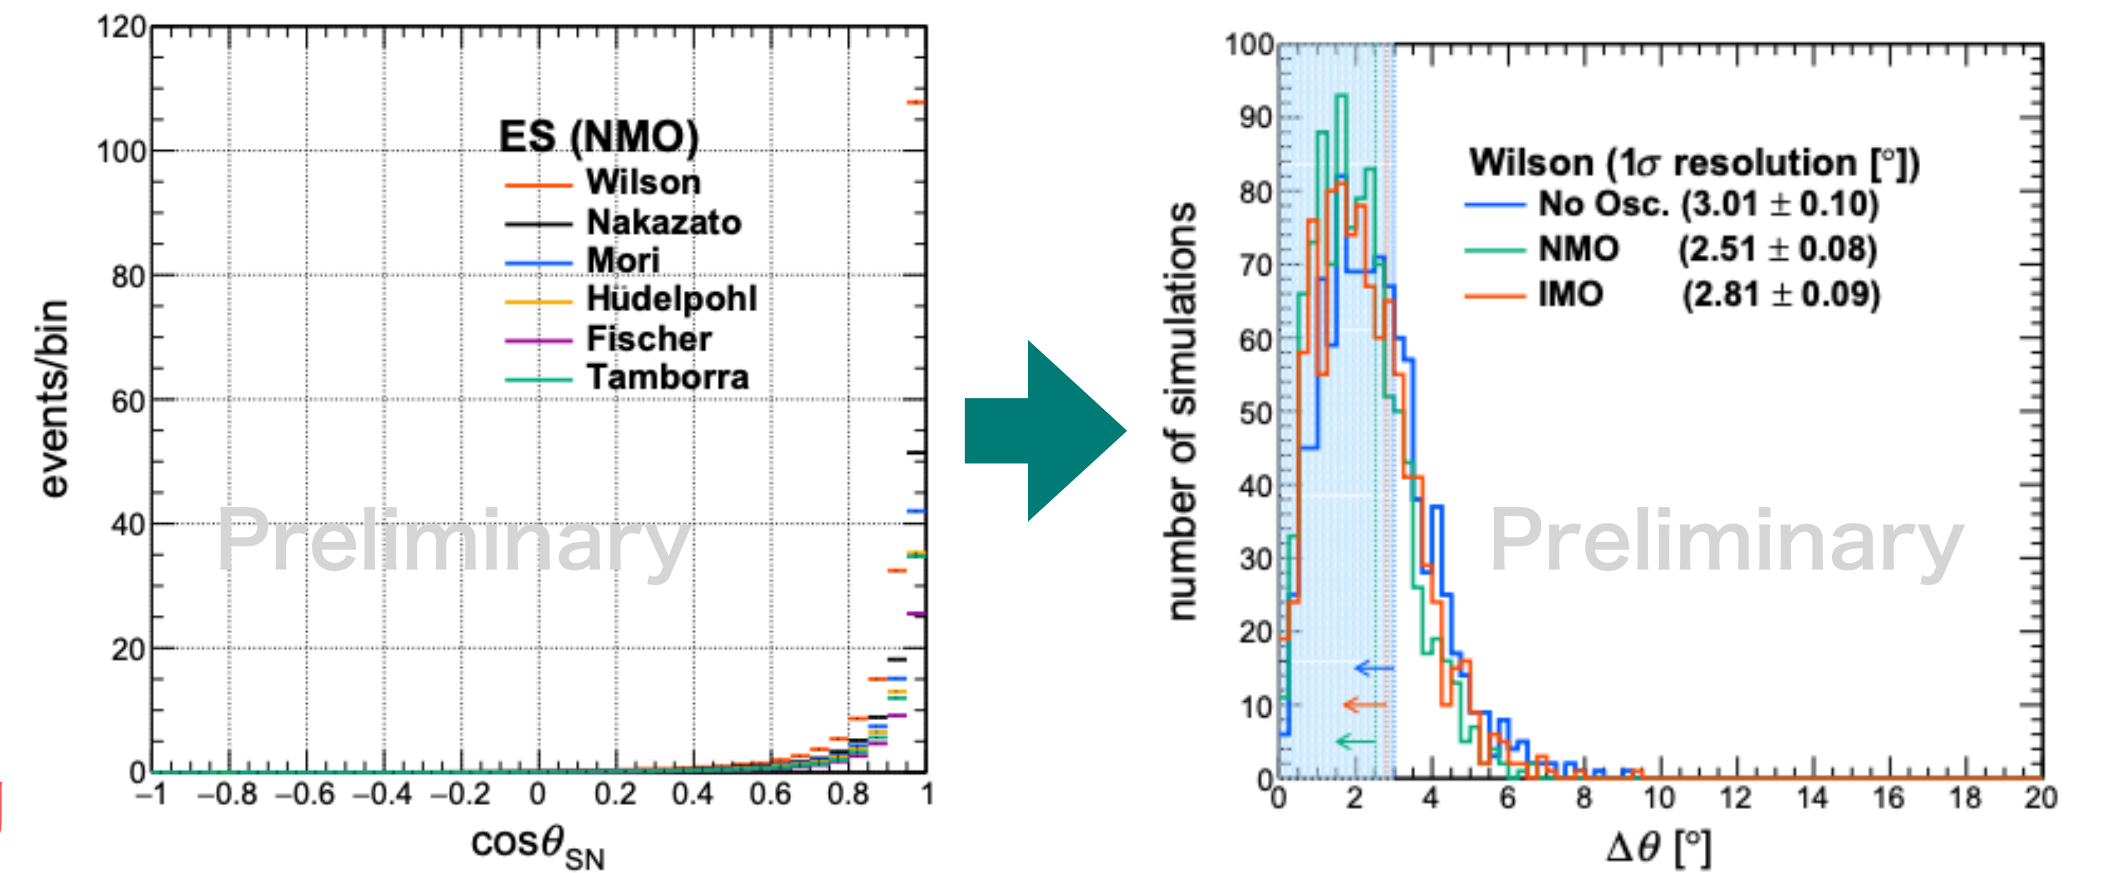 120
100
80
60
40
20
0
events/bin
ES (NMO)
Wilson
Nakazato
Mori
Hüdelpohl
Fischer
Tamborra
Preliminary
−1 −0.8 −0.6 −0.4 −0.2 0 0.2 0.4 0.6 0.8 1
cosθSN
100
90
80
70
60
50
40
30
20
10
0
number of simulations
Wilson (1σ resolution [°])
No Osc. (3.01 ± 0.10)
NMO (2.51 ± 0.08)
IMO (2.81 ± 0.09)
Preliminary
0 2 4 6 8 10 12 14 16 18 20
Δθ [°]